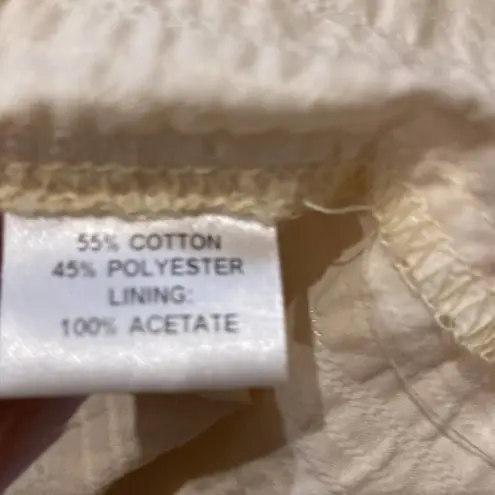 55% COTTON
45% POLYESTER
LINING:
100% ACETATE